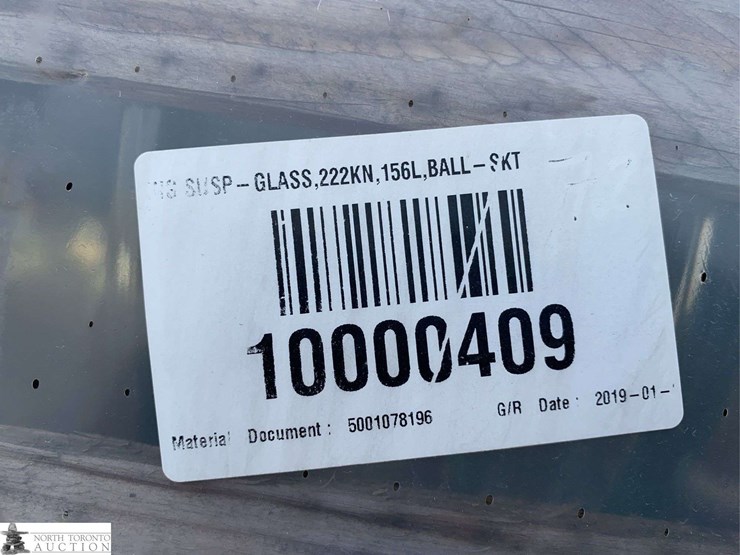 SUSP-GLASS,222KN,156L,BALL-SKT
10000409
Material Document: 5001078196 G/R Date: 2019-01-
NORTH TORONTO
AUCTION